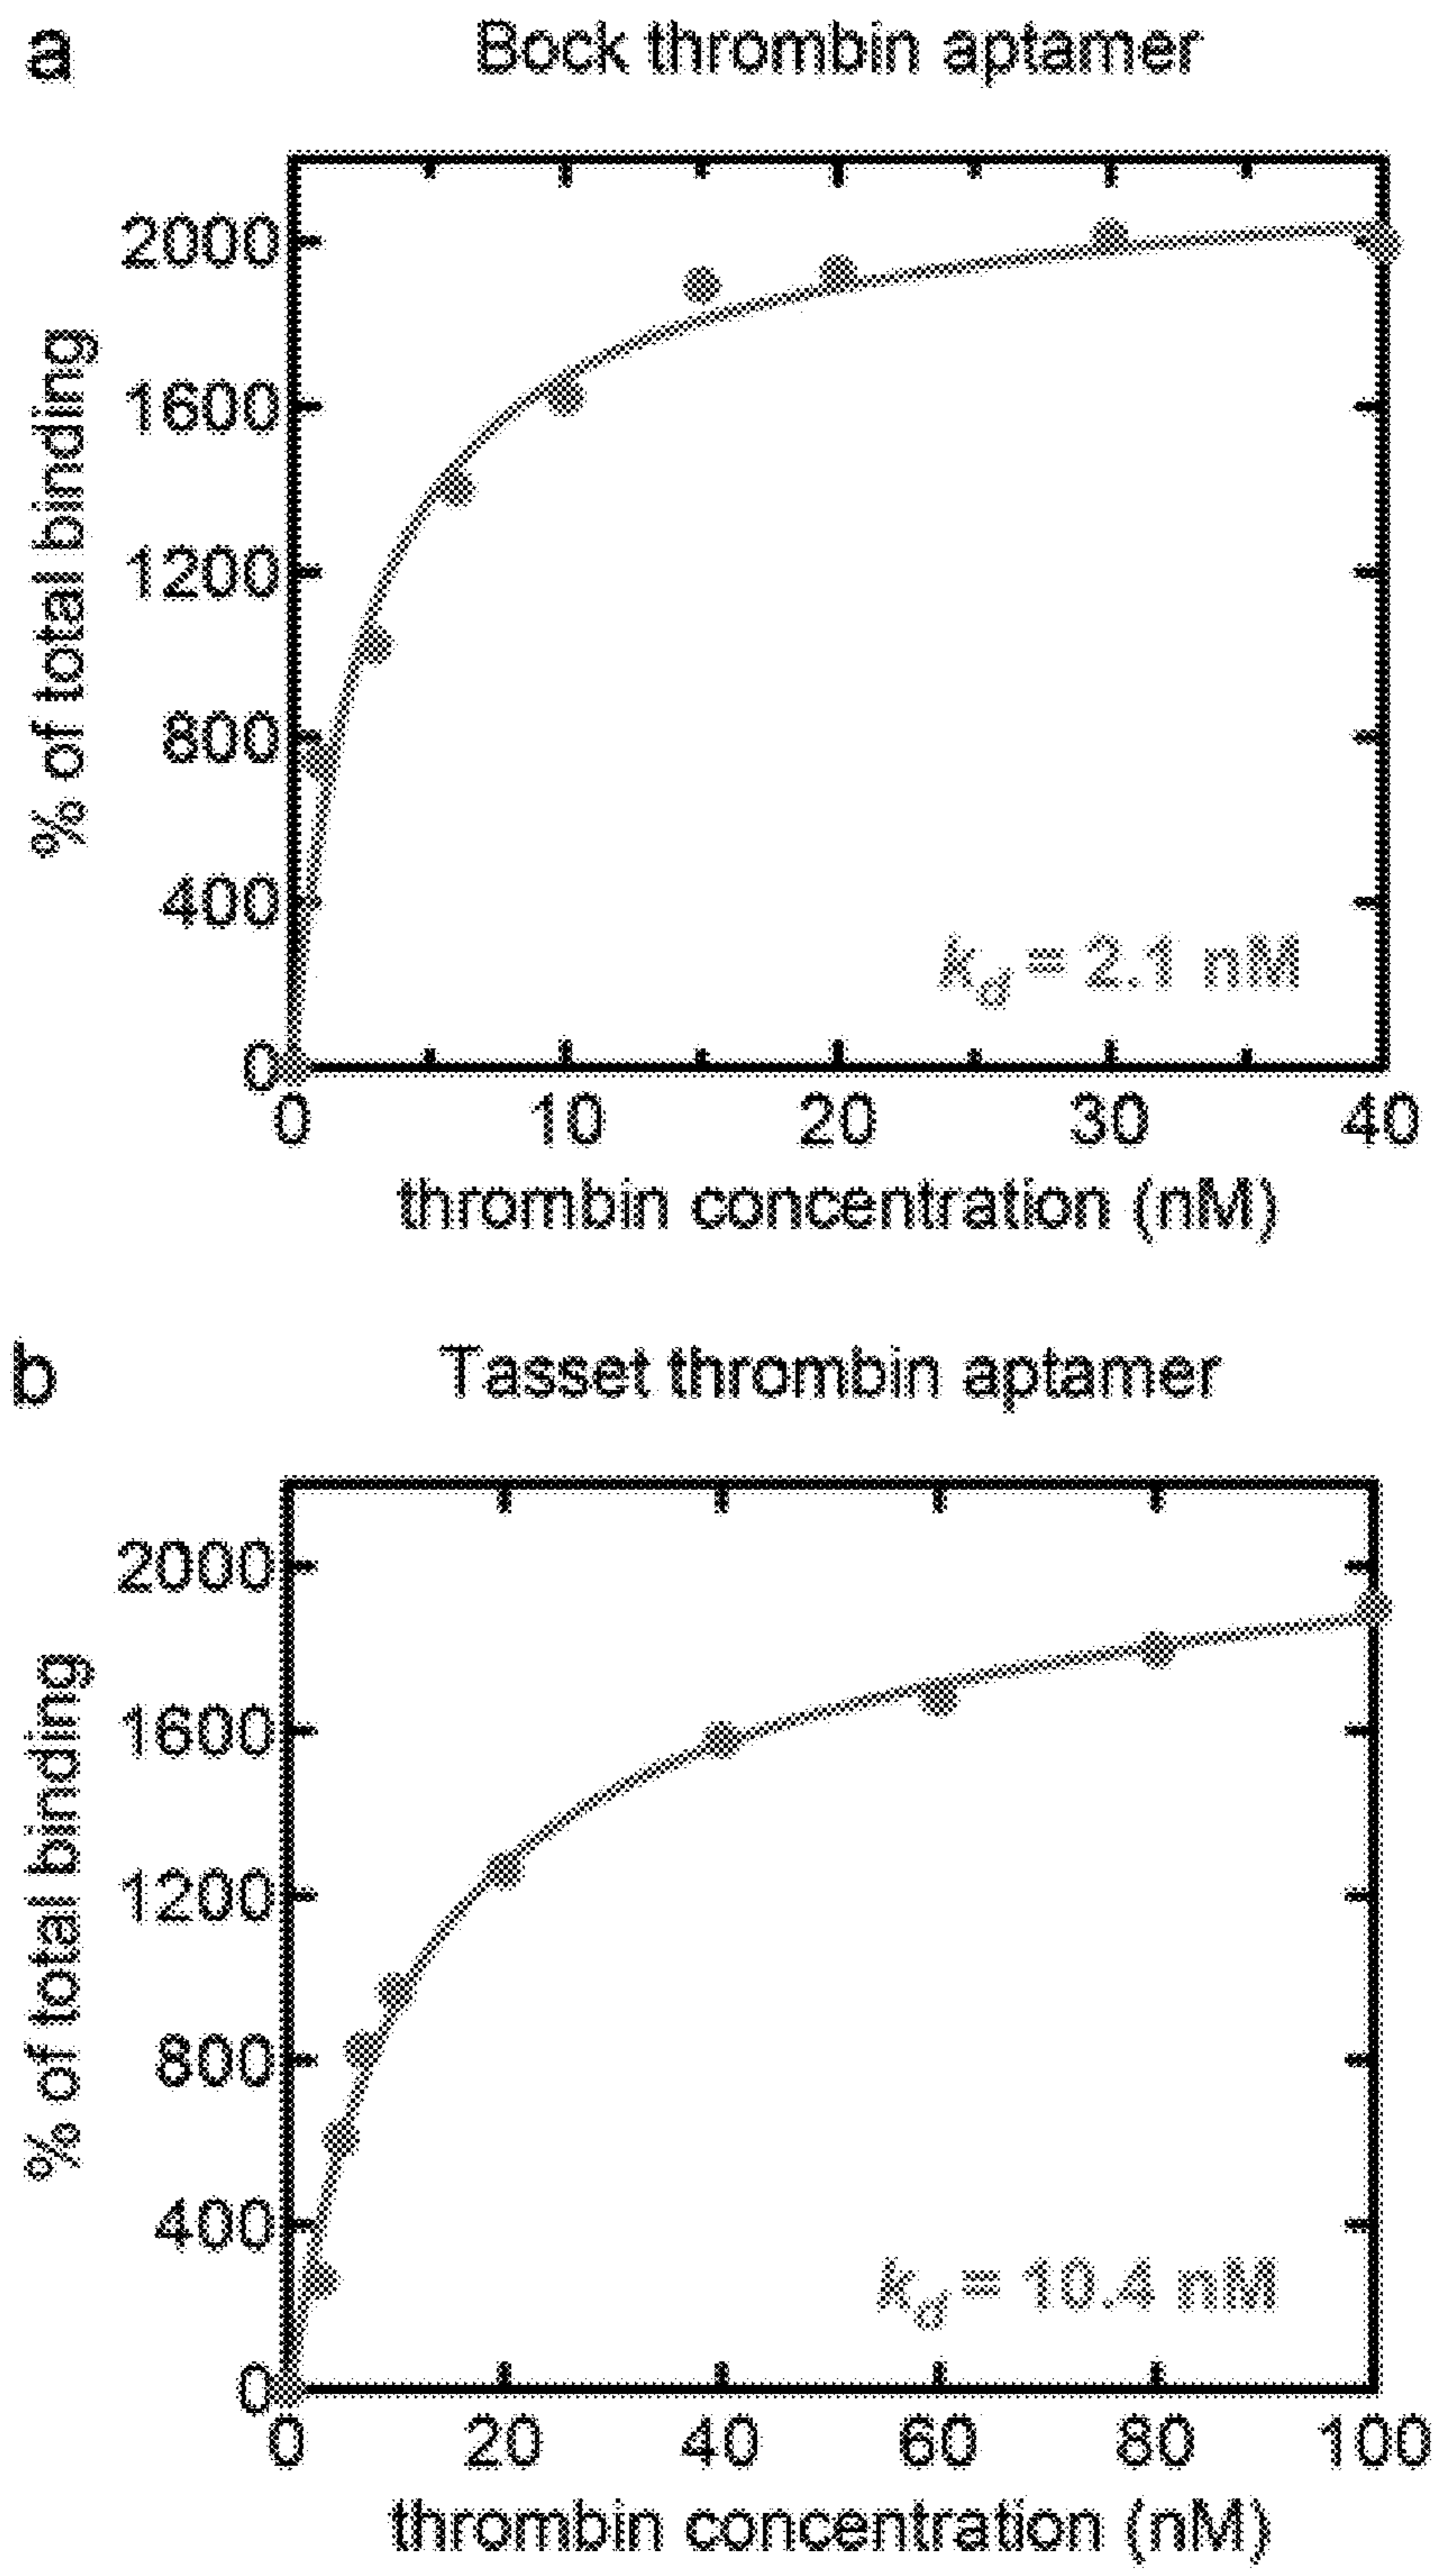 a
Bock thrombin aptamer
2000
1600
1200
800
400
0
% of total binding
k_d = 2.1 nM
0 10 20 30 40
thrombin concentration (nM)
b
Tasset thrombin aptamer
2000
1600
1200
800
400
0
% of total binding
k_d = 10.4 nM
0 20 40 60 80 100
thrombin concentration (nM)